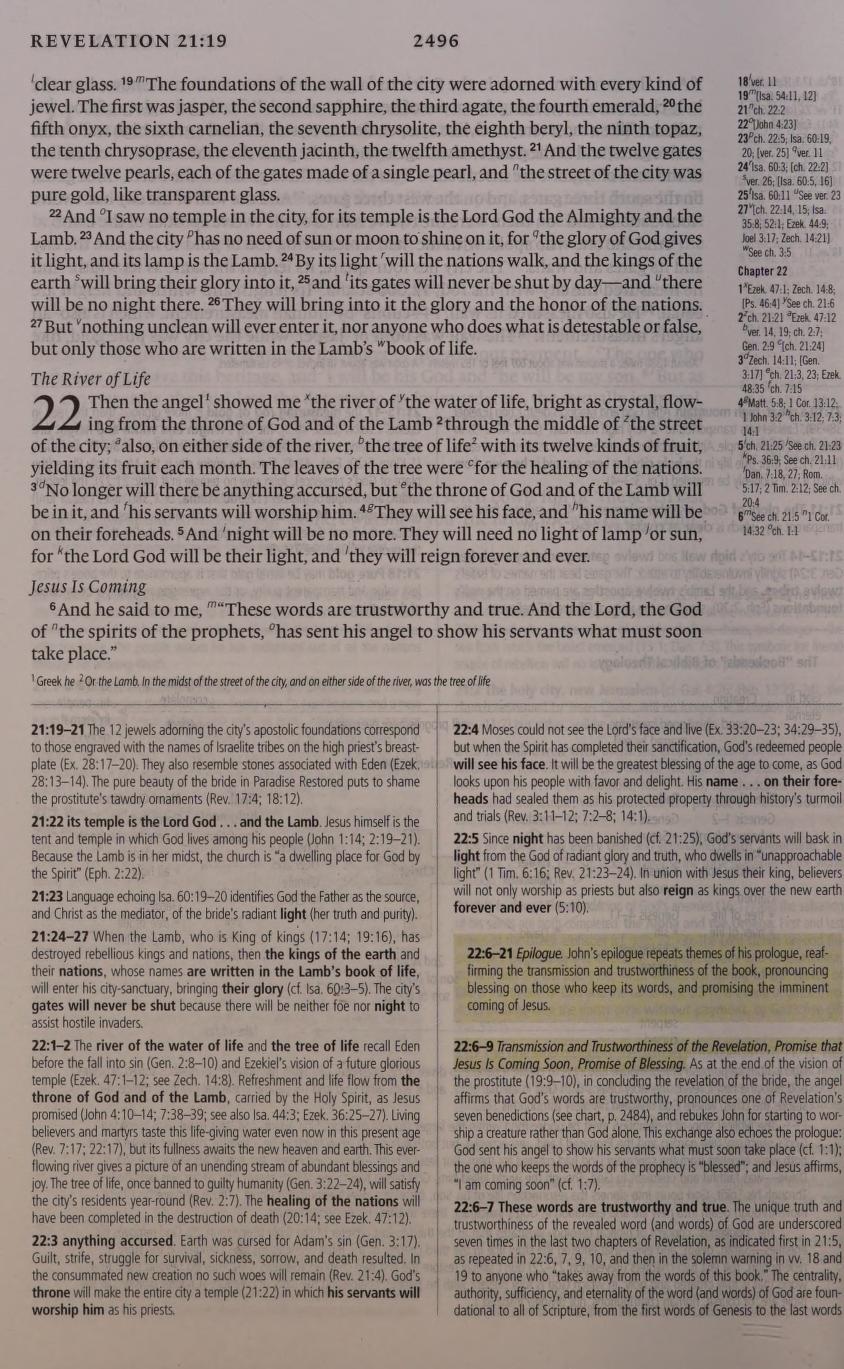 REVELATION 21:19
2496
lclear glass. 19 mThe foundations of the wall of the city were adorned with every kind of
jewel. The first was jasper, the second sapphire, the third agate, the fourth emerald, 20 the
fifth onyx, the sixth carnelian, the seventh chrysolite, the eighth beryl, the ninth topaz,
the tenth chrysoprase, the eleventh jacinth, the twelfth amethyst. 21 And the twelve gates
were twelve pearls, each of the gates made of a single pearl, and nthe street of the city was
pure gold, like transparent glass.
22 And oI saw no temple in the city, for its temple is the Lord God the Almighty and the
Lamb. 23 And the city phas no need of sun or moon to shine on it, for qthe glory of God gives
it light, and its lamp is the Lamb. 24 By its light rwill the nations walk, and the kings of the
earth swill bring their glory into it, 25 and tits gates will never be shut by day—and uthere
will be no night there. 26 They will bring into it the glory and the honor of the nations.
27 But vnothing unclean will ever enter it, nor anyone who does what is detestable or false,
but only those who are written in the Lamb's wbook of life.
The River of Life
22 Then the angel1 showed me xthe river of ythe water of life, bright as crystal, flow-
ing from the throne of God and of the Lamb 2 through the middle of zthe street
of the city; aalso, on either side of the river, bthe tree of life2 with its twelve kinds of fruit,
yielding its fruit each month. The leaves of the tree were cfor the healing of the nations.
3 dNo longer will there be anything accursed, but ethe throne of God and of the Lamb will
be in it, and fhis servants will worship him. 4 gThey will see his face, and hhis name will be
on their foreheads. 5 And inight will be no more. They will need no light of lamp jor sun,
for kthe Lord God will be their light, and lthey will reign forever and ever.
Jesus Is Coming
6 And he said to me, m"These words are trustworthy and true. And the Lord, the God
of nthe spirits of the prophets, ohas sent his angel to show his servants what must soon
take place."
1 Greek he 2 Or the Lamb. In the midst of the street of the city, and on either side of the river, was the tree of life
18 lver. 11
19 m[Isa. 54:11, 12]
21 nch. 22:2
22 o[John 4:23]
23 pch. 22:5; Isa. 60:19,
20; [ver. 25] qver. 11
24 rIsa. 60:3; [ch. 22:2]
sver. 26; [Isa. 60:5, 16]
25 tIsa. 60:11 uSee ver. 23
27 v[ch. 22:14, 15; Isa.
35:8; 52:1; Ezek. 44:9;
Joel 3:17; Zech. 14:21]
wSee ch. 3:5
Chapter 22
1 xEzek. 47:1; Zech. 14:8;
[Ps. 46:4] ySee ch. 21:6
2 zch. 21:21 aEzek. 47:12
bver. 14, 19; ch. 2:7;
Gen. 2:9 c[ch. 21:24]
3 dZech. 14:11; [Gen.
3:17] ech. 21:3, 23; Ezek.
48:35 fch. 7:15
4 gMatt. 5:8; 1 Cor. 13:12;
1 John 3:2 hch. 3:12; 7:3;
14:1
5 ich. 21:25 jSee ch. 21:23
kPs. 36:9; See ch. 21:11
lDan. 7:18, 27; Rom.
5:17; 2 Tim. 2:12; See ch.
20:4
6 mSee ch. 21:5 n1 Cor.
14:32 och. 1:1
21:19–21 The 12 jewels adorning the city's apostolic foundations correspond
to those engraved with the names of Israelite tribes on the high priest's breast-
plate (Ex. 28:17–20). They also resemble stones associated with Eden (Ezek.
28:13–14). The pure beauty of the bride in Paradise Restored puts to shame
the prostitute's tawdry ornaments (Rev. 17:4; 18:12).
21:22 its temple is the Lord God . . . and the Lamb. Jesus himself is the
tent and temple in which God lives among his people (John 1:14; 2:19–21).
Because the Lamb is in her midst, the church is "a dwelling place for God by
the Spirit" (Eph. 2:22).
21:23 Language echoing Isa. 60:19–20 identifies God the Father as the source,
and Christ as the mediator, of the bride's radiant light (her truth and purity).
21:24–27 When the Lamb, who is King of kings (17:14; 19:16), has
destroyed rebellious kings and nations, then the kings of the earth and
their nations, whose names are written in the Lamb's book of life,
will enter his city-sanctuary, bringing their glory (cf. Isa. 60:3–5). The city's
gates will never be shut because there will be neither foe nor night to
assist hostile invaders.
22:1–2 The river of the water of life and the tree of life recall Eden
before the fall into sin (Gen. 2:8–10) and Ezekiel's vision of a future glorious
temple (Ezek. 47:1–12; see Zech. 14:8). Refreshment and life flow from the
throne of God and of the Lamb, carried by the Holy Spirit, as Jesus
promised (John 4:10–14; 7:38–39; see also Isa. 44:3; Ezek. 36:25–27). Living
believers and martyrs taste this life-giving water even now in this present age
(Rev. 7:17; 22:17), but its fullness awaits the new heaven and earth. This ever-
flowing river gives a picture of an unending stream of abundant blessings and
joy. The tree of life, once banned to guilty humanity (Gen. 3:22–24), will satisfy
the city's residents year-round (Rev. 2:7). The healing of the nations will
have been completed in the destruction of death (20:14; see Ezek. 47:12).
22:3 anything accursed. Earth was cursed for Adam's sin (Gen. 3:17).
Guilt, strife, struggle for survival, sickness, sorrow, and death resulted. In
the consummated new creation no such woes will remain (Rev. 21:4). God's
throne will make the entire city a temple (21:22) in which his servants will
worship him as his priests.
22:4 Moses could not see the Lord's face and live (Ex. 33:20–23; 34:29–35),
but when the Spirit has completed their sanctification, God's redeemed people
will see his face. It will be the greatest blessing of the age to come, as God
looks upon his people with favor and delight. His name . . . on their fore-
heads had sealed them as his protected property through history's turmoil
and trials (Rev. 3:11–12; 7:2–8; 14:1).
22:5 Since night has been banished (cf. 21:25), God's servants will bask in
light from the God of radiant glory and truth, who dwells in "unapproachable
light" (1 Tim. 6:16; Rev. 21:23–24). In union with Jesus their king, believers
will not only worship as priests but also reign as kings over the new earth
forever and ever (5:10).
22:6–21 Epilogue. John's epilogue repeats themes of his prologue, reaf-
firming the transmission and trustworthiness of the book, pronouncing
blessing on those who keep its words, and promising the imminent
coming of Jesus.
22:6–9 Transmission and Trustworthiness of the Revelation, Promise that
Jesus Is Coming Soon, Promise of Blessing. As at the end of the vision of
the prostitute (19:9–10), in concluding the revelation of the bride, the angel
affirms that God's words are trustworthy, pronounces one of Revelation's
seven benedictions (see chart, p. 2484), and rebukes John for starting to wor-
ship a creature rather than God alone. This exchange also echoes the prologue:
God sent his angel to show his servants what must soon take place (cf. 1:1);
the one who keeps the words of the prophecy is "blessed"; and Jesus affirms,
"I am coming soon" (cf. 1:7).
22:6–7 These words are trustworthy and true. The unique truth and
trustworthiness of the revealed word (and words) of God are underscored
seven times in the last two chapters of Revelation, as indicated first in 21:5,
as repeated in 22:6, 7, 9, 10, and then in the solemn warning in vv. 18 and
19 to anyone who "takes away from the words of this book." The centrality,
authority, sufficiency, and eternality of the word (and words) of God are foun-
dational to all of Scripture, from the first words of Genesis to the last words